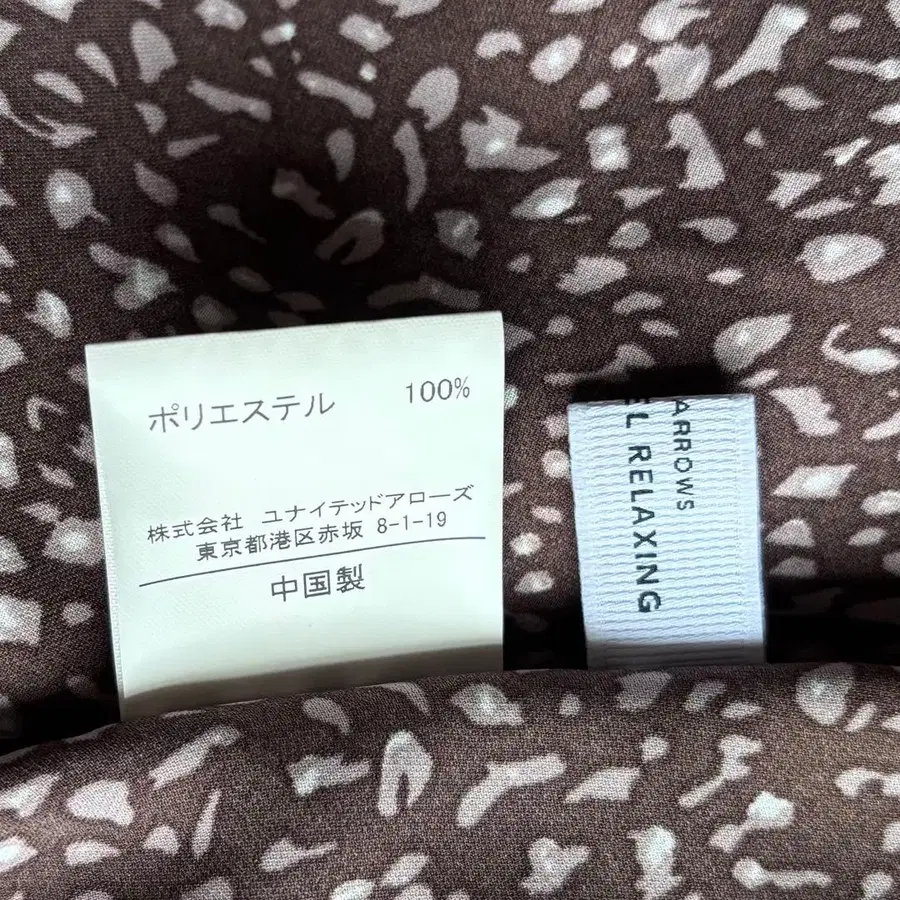 ポリエステル 100%
株式会社 ユナイテッドアローズ
東京都港区赤坂 8-1-19
中国製
ARROWS
EL RELAXING